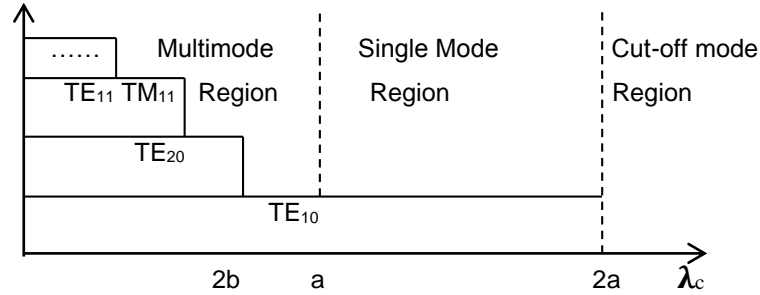 ...... Multimode Single Mode Cut-off mode
TE₁₁ TM₁₁ Region Region Region
TE₂₀
TE₁₀
2b a 2a λc